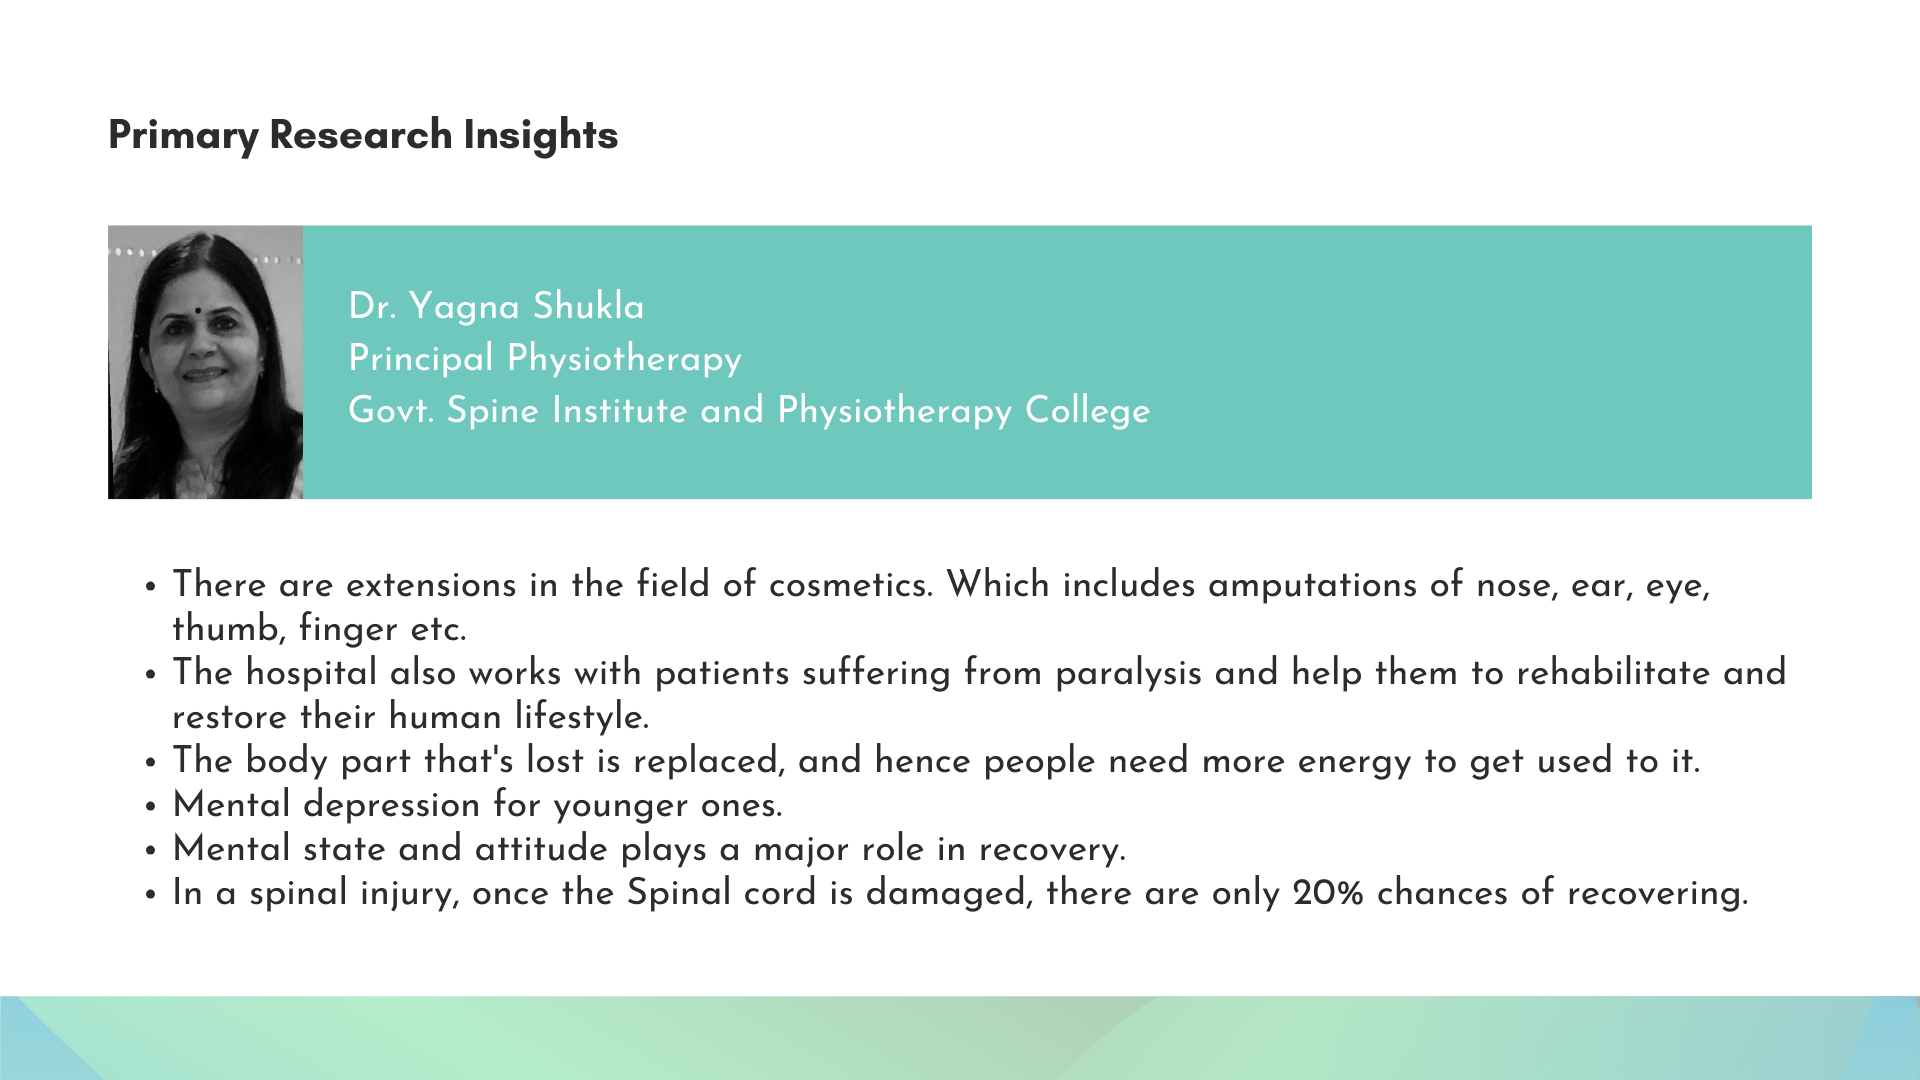 Primary Research Insights
Dr. Yagna Shukla
Principal Physiotherapy
Govt. Spine Institute and Physiotherapy College
• There are extensions in the field of cosmetics. Which includes amputations of nose, ear, eye,
thumb, finger etc.
• The hospital also works with patients suffering from paralysis and help them to rehabilitate and
restore their human lifestyle.
• The body part that's lost is replaced, and hence people need more energy to get used to it.
• Mental depression for younger ones.
• Mental state and attitude plays a major role in recovery.
• In a spinal injury, once the Spinal cord is damaged, there are only 20% chances of recovering.